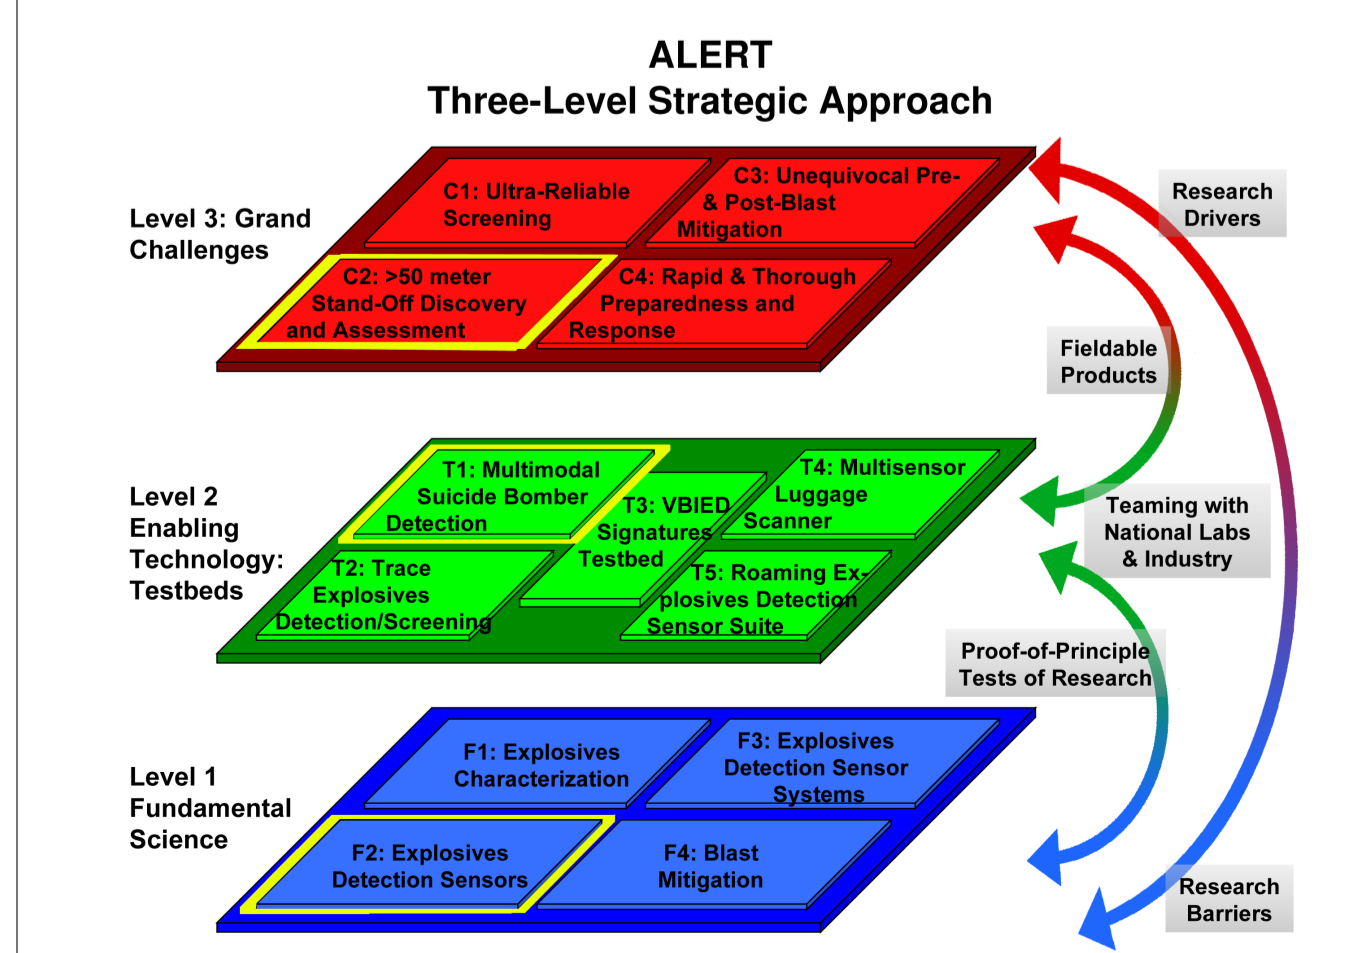 ALERT
Three-Level Strategic Approach
Level 3: Grand
Challenges
C1: Ultra-Reliable
Screening
C3: Unequivocal Pre-
& Post-Blast
Mitigation
C2: >50 meter
Stand-Off Discovery
and Assessment
C4: Rapid & Thorough
Preparedness and
Response
Research
Drivers
Fieldable
Products
Level 2
Enabling
Technology:
Testbeds
T1: Multimodal
Suicide Bomber
Detection
T3: VBIED
Signatures
Testbed
T4: Multisensor
Luggage
Scanner
T2: Trace
Explosives
Detection/Screening
T5: Roaming Ex-
plosives Detection
Sensor Suite
Teaming with
National Labs
& Industry
Proof-of-Principle
Tests of Research
Level 1
Fundamental
Science
F1: Explosives
Characterization
F3: Explosives
Detection Sensor
Systems
F2: Explosives
Detection Sensors
F4: Blast
Mitigation
Research
Barriers